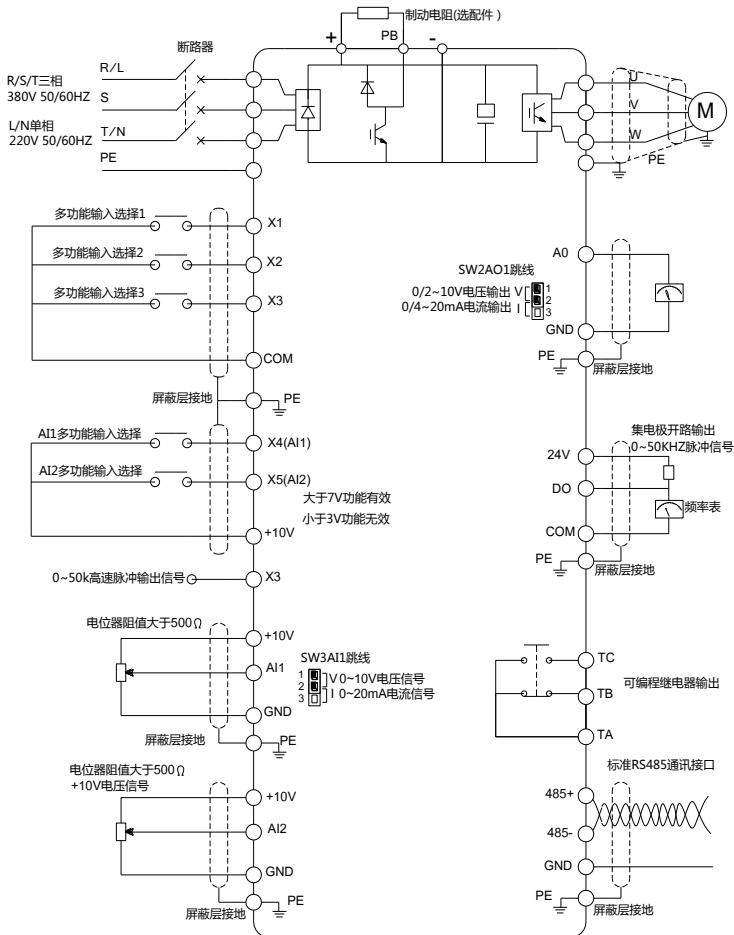 制动电阻(选配件）
+
PB
-
断路器
R/L
R/S/T三相
380V 50/60HZ
S
L/N单相
220V 50/60HZ
T/N
PE
U
V
W
M
PE
多功能输入选择1
X1
多功能输入选择2
X2
多功能输入选择3
X3
COM
屏蔽层接地
PE
AI1多功能输入选择
X4(AI1)
AI2多功能输入选择
X5(AI2)
大于7V功能有效
小于3V功能无效
+10V
0~50k高速脉冲输出信号
X3
电位器阻值大于500Ω
+10V
SW3AI1跳线
AI1
1
2
3
V 0~10V电压信号
I 0~20mA电流信号
GND
屏蔽层接地
PE
电位器阻值大于500Ω
+10V电压信号
+10V
AI2
GND
PE
屏蔽层接地
A0
SW2AO1跳线
0/2~10V电压输出 V
0/4~20mA电流输出 I
1
2
3
GND
PE
屏蔽层接地
集电极开路输出
0~50KHZ脉冲信号
24V
DO
频率表
COM
PE
屏蔽层接地
TC
可编程继电器输出
TB
TA
标准RS485通讯接口
485+
485-
GND
PE
屏蔽层接地